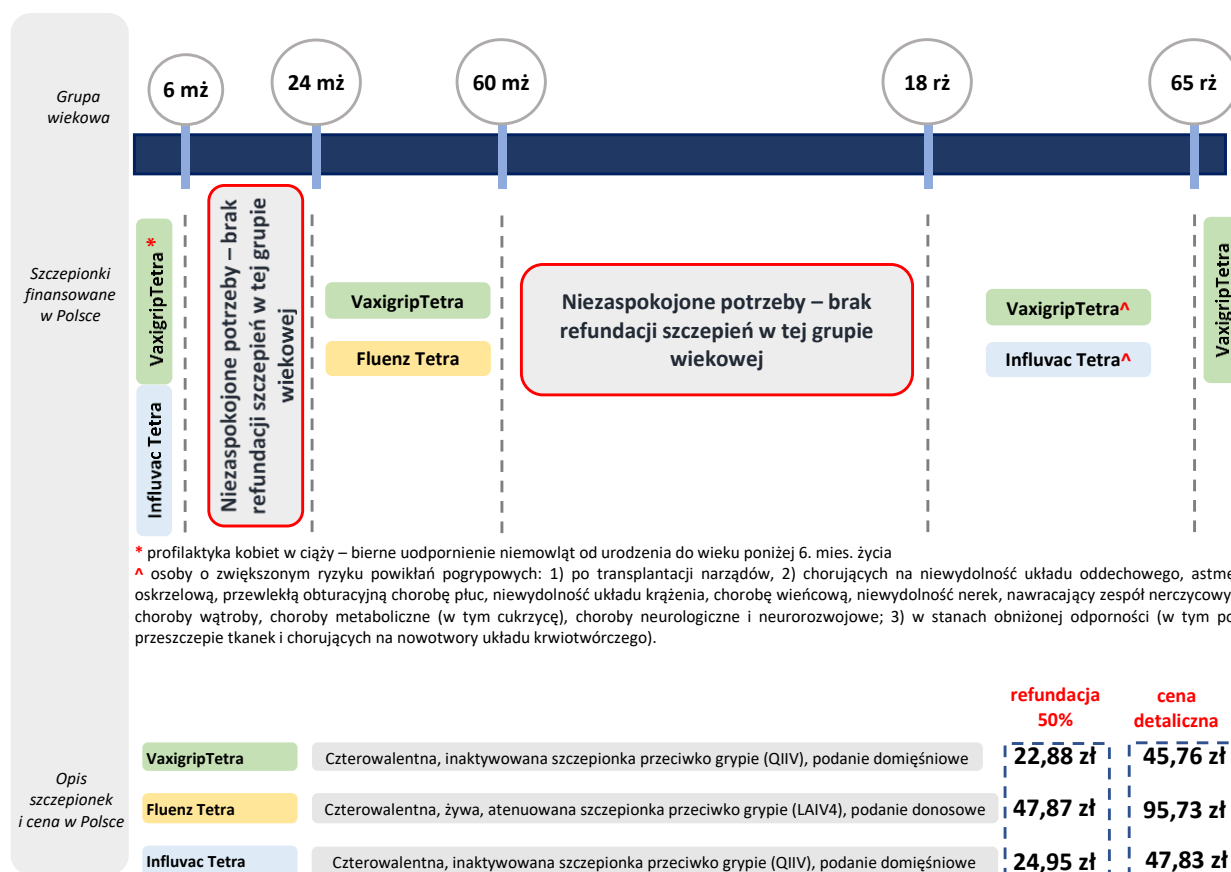 Grupa
wiekowa
6 mż
24 mż
60 mż
18 rż
65 rż
Szczepionki
finansowane
w Polsce
VaxigripTetra *
Influvac Tetra
Niezaspokojone potrzeby – brak
refundacji szczepień w tej grupie
wiekowej
VaxigripTetra
Fluenz Tetra
Niezaspokojone potrzeby – brak
refundacji szczepień w tej grupie
wiekowej
VaxigripTetra^
Influvac Tetra^
VaxigripTetra
* profilaktyka kobiet w ciąży – bierne uodpornienie niemowląt od urodzenia do wieku poniżej 6. mies. życia
^ osoby o zwiększonym ryzyku powikłań pogrypowych: 1) po transplantacji narządów, 2) chorujących na niewydolność układu oddechowego, astmę
oskrzelową, przewlekłą obturacyjną chorobę płuc, niewydolność układu krążenia, chorobę wieńcową, niewydolność nerek, nawracający zespół nerczycowy
choroby wątroby, choroby metaboliczne (w tym cukrzycę), choroby neurologiczne i neurorozwojowe; 3) w stanach obniżonej odporności (w tym po
przeszczepie tkanek i chorujących na nowotwory układu krwiotwórczego).
refundacja
50%
cena
detaliczna
Opis
szczepionek
i cena w Polsce
VaxigripTetra
Czterowalentna, inaktywowana szczepionka przeciwko grypie (QIIV), podanie domięśniowe
22,88 zł
45,76 zł
Fluenz Tetra
Czterowalentna, żywa, atenuowana szczepionka przeciwko grypie (LAIV4), podanie donosowe
47,87 zł
95,73 zł
Influvac Tetra
Czterowalentna, inaktywowana szczepionka przeciwko grypie (QIIV), podanie domięśniowe
24,95 zł
47,83 zł